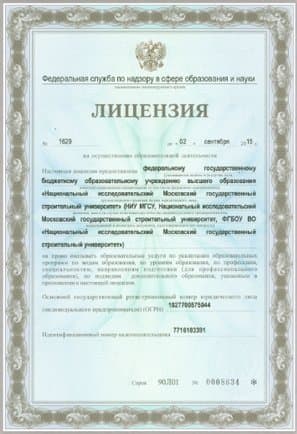 Федеральная служба по надзору в сфере образования и науки
наименование лицензирующего органа
ЛИЦЕНЗИЯ
№ 1629 от « 02 » сентября 2015 г.
на осуществление образовательной деятельности
Настоящая лицензия предоставлена федеральному государственному
бюджетному образовательному учреждению высшего образования
«Национальный исследовательский Московский государственный
строительный университет» (НИУ МГСУ, Национальный исследовательский
Московский государственный строительный университет, ФГБОУ ВО
«Национальный исследовательский Московский государственный
строительный университет»)
на право оказывать образовательные услуги по реализации образовательных
программ по видам образования, по уровням образования, по профессиям,
специальностям, направлениям подготовки (для профессионального
образования), по подвидам дополнительного образования, указанным в
приложении к настоящей лицензии.
Основной государственный регистрационный номер юридического лица
(индивидуального предпринимателя) (ОГРН) 1027700575044
Идентификационный номер налогоплательщика 7716103391
Серия 90Л01 № 0008634 *